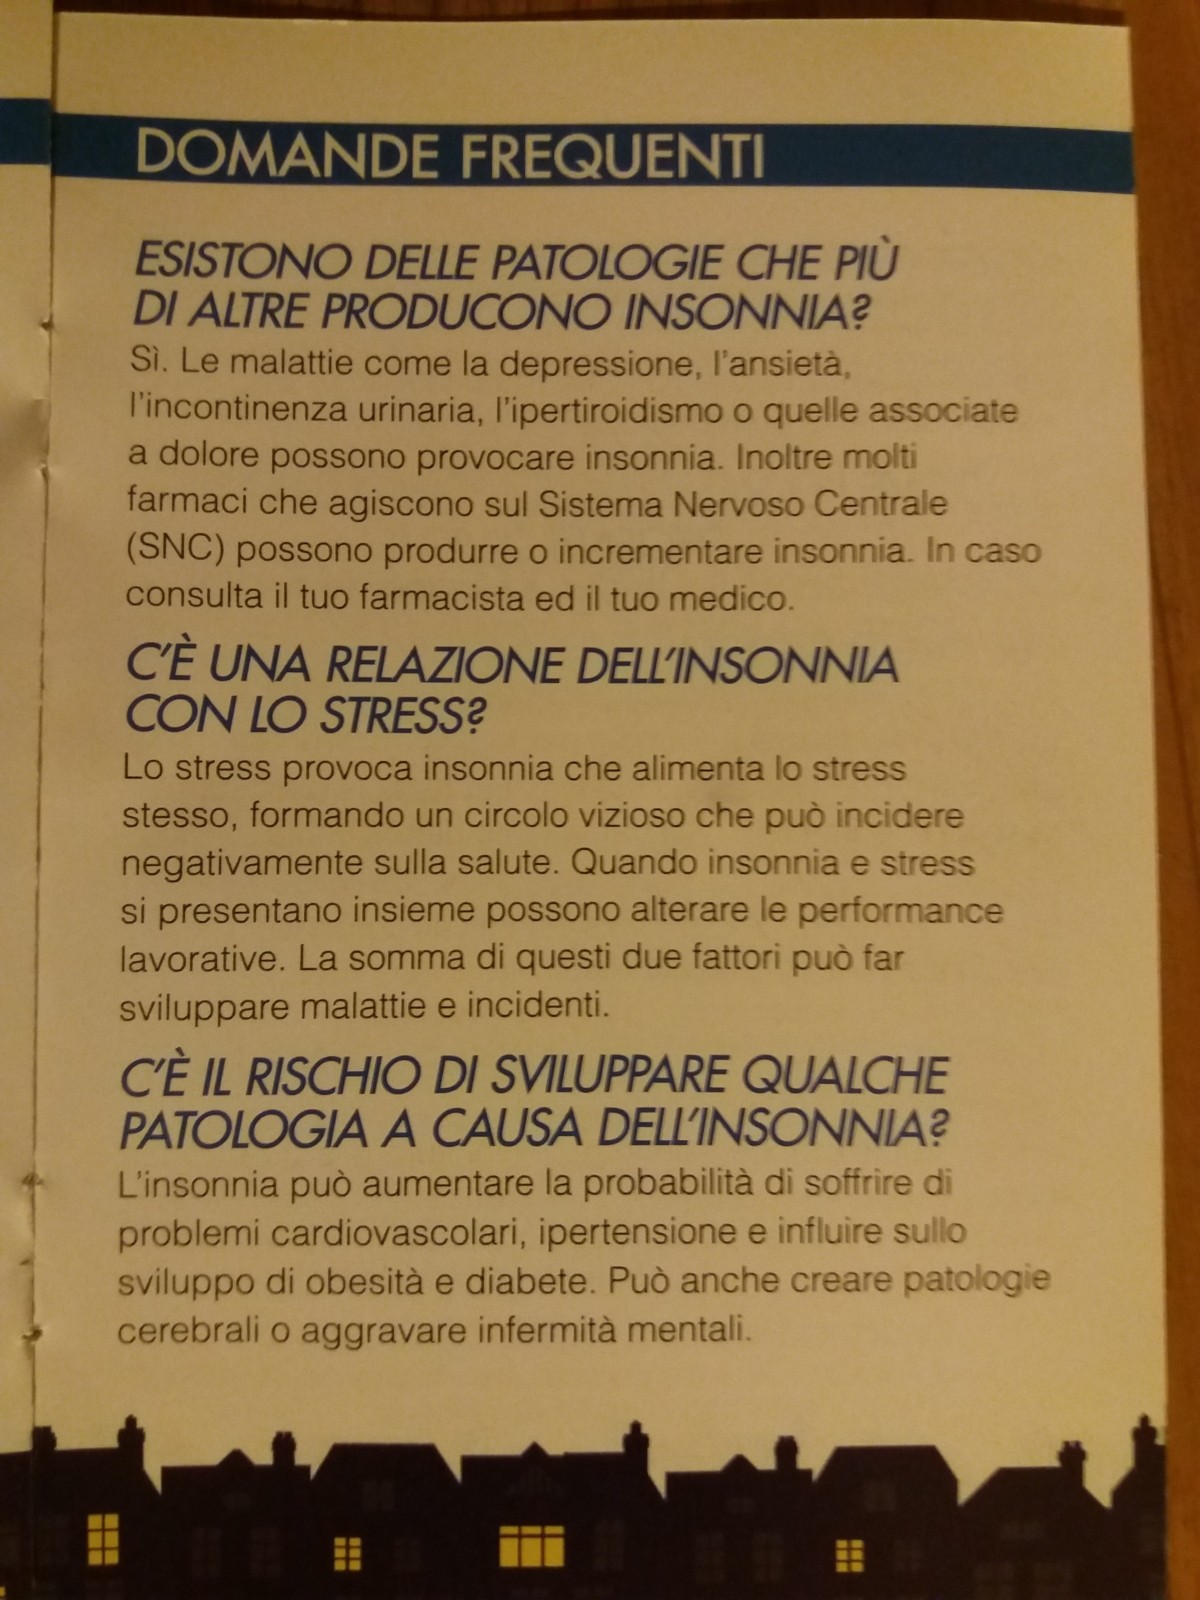 DOMANDE FREQUENTI
ESISTONO DELLE PATOLOGIE CHE PIÙ
DI ALTRE PRODUCONO INSONNIA?
Sì. Le malattie come la depressione, l'ansietà,
l'incontinenza urinaria, l'ipertiroidismo o quelle associate
a dolore possono provocare insonnia. Inoltre molti
farmaci che agiscono sul Sistema Nervoso Centrale
(SNC) possono produrre o incrementare insonnia. In caso
consulta il tuo farmacista ed il tuo medico.
C'È UNA RELAZIONE DELL'INSONNIA
CON LO STRESS?
Lo stress provoca insonnia che alimenta lo stress
stesso, formando un circolo vizioso che può incidere
negativamente sulla salute. Quando insonnia e stress
si presentano insieme possono alterare le performance
lavorative. La somma di questi due fattori può far
sviluppare malattie e incidenti.
C'È IL RISCHIO DI SVILUPPARE QUALCHE
PATOLOGIA A CAUSA DELL'INSONNIA?
L'insonnia può aumentare la probabilità di soffrire di
problemi cardiovascolari, ipertensione e influire sullo
sviluppo di obesità e diabete. Può anche creare patologie
cerebrali o aggravare infermità mentali.